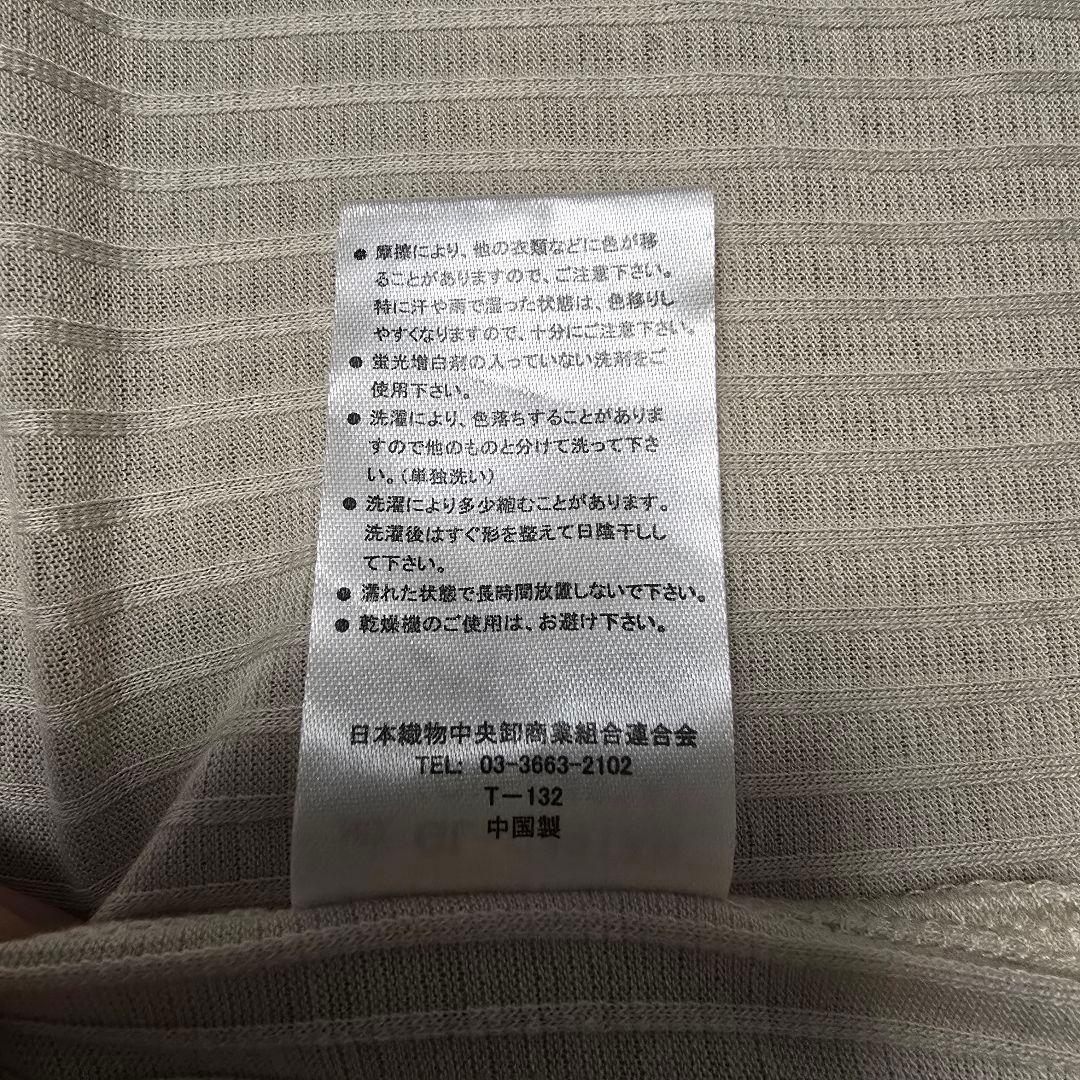 ● 摩擦により、他の衣類などに色が移
ることがありますので、ご注意下さい。
特に汗や雨で湿った状態は、色移りし
やすくなりますので、十分にご注意下さい。
● 蛍光増白剤の入っていない洗剤をご
使用下さい。
● 洗濯により、色落ちすることがありま
すので他のものと分けて洗って下さ
い。(単独洗い)
● 洗濯により多少縮むことがあります。
洗濯後はすぐ形を整えて日陰干しし
て下さい。
● 濡れた状態で長時間放置しないで下さい。
● 乾燥機のご使用は、お避け下さい。
日本織物中央卸商業組合連合会
TEL: 03-3663-2102
T-132
中国製